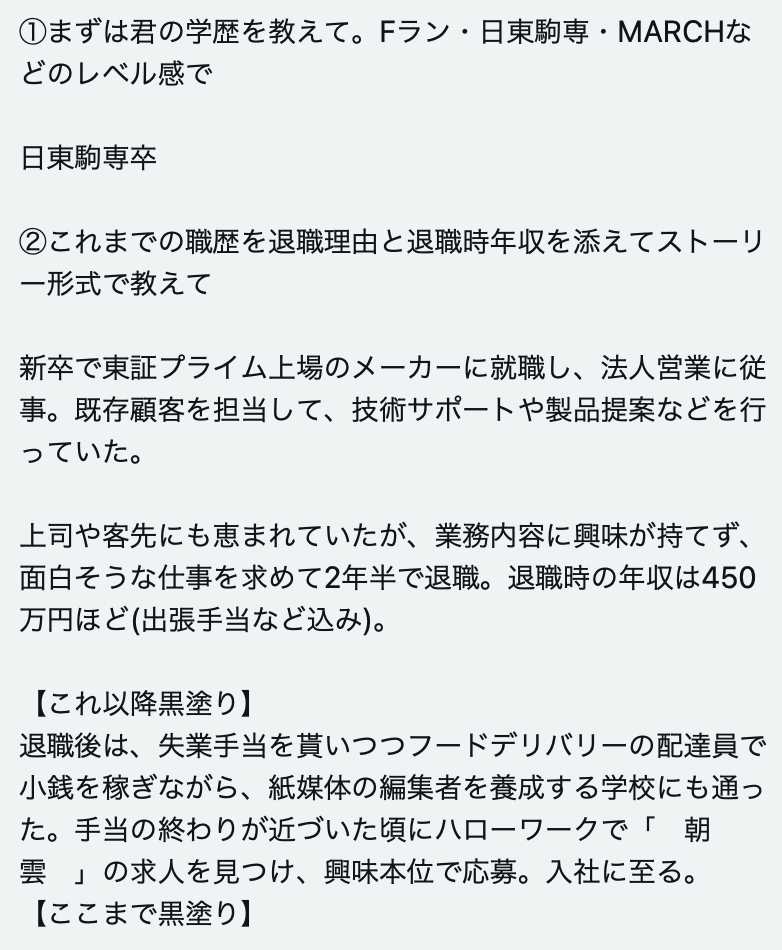 ①まずは君の学歴を教えて。Fラン・日東駒専・MARCHな
どのレベル感で
日東駒専卒
②これまでの職歴を退職理由と退職時年収を添えてストーリ
ー形式で教えて
新卒で東証プライム上場のメーカーに就職し、法人営業に従
事。既存顧客を担当して、技術サポートや製品提案などを行
っていた。
上司や客先にも恵まれていたが、業務内容に興味が持てず、
面白そうな仕事を求めて2年半で退職。退職時の年収は450
万円ほど(出張手当など込み)。
【これ以降黒塗り】
退職後は、失業手当を貰いつつフードデリバリーの配達員で
小銭を稼ぎながら、紙媒体の編集者を養成する学校にも通っ
た。手当の終わりが近づいた頃にハローワークで「　朝
雲　」の求人を見つけ、興味本位で応募。入社に至る。
【ここまで黒塗り】